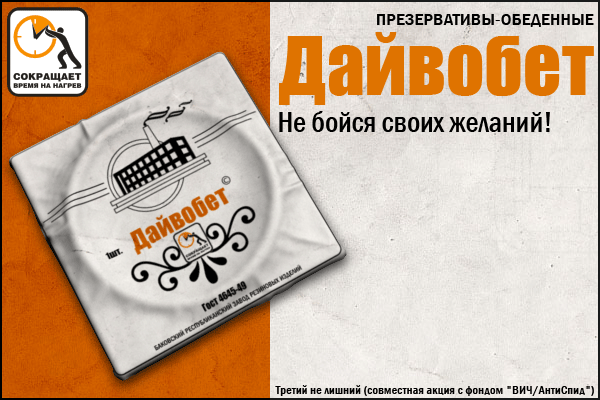 СОКРАЩАЕТ
ВРЕМЯ НА НАГРЕВ
ПРЕЗЕРВАТИВЫ-ОБЕДЕННЫЕ
Дайвобет
Не бойся своих желаний!
Дайвобет ©
1шт.
СОКРАЩАЕТ
Гост 4645-49
БАКОВСКИЙ РЕСПУБЛИКАНСКИЙ ЗАВОД РЕЗИНОВЫХ ИЗДЕЛИЙ
Третий не лишний (совместная акция с фондом "ВИЧ/АнтиСпид")